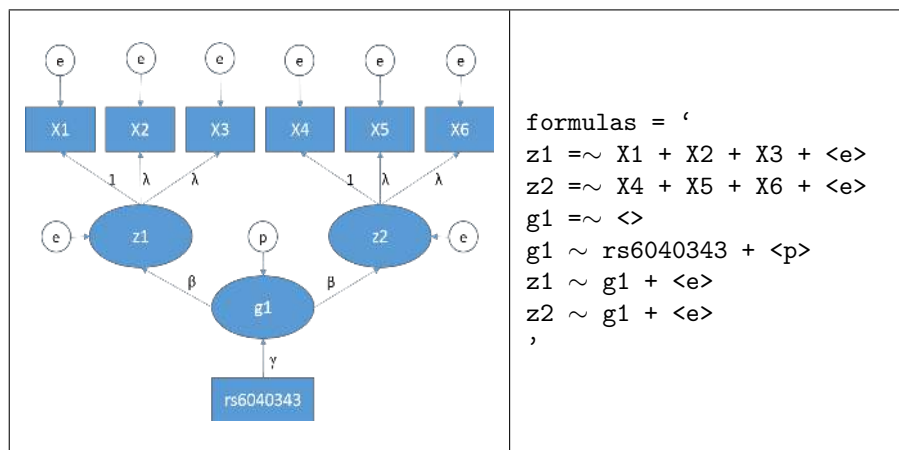 e e e e e e
X1 X2 X3 X4 X5 X6
1 λ λ 1 λ λ
e z1 p z2 e
β β
g1
γ
rs6040343
formulas = ‘
z1 =∼ X1 + X2 + X3 + <e>
z2 =∼ X4 + X5 + X6 + <e>
g1 =∼ <>
g1 ∼ rs6040343 + <p>
z1 ∼ g1 + <e>
z2 ∼ g1 + <e>
’